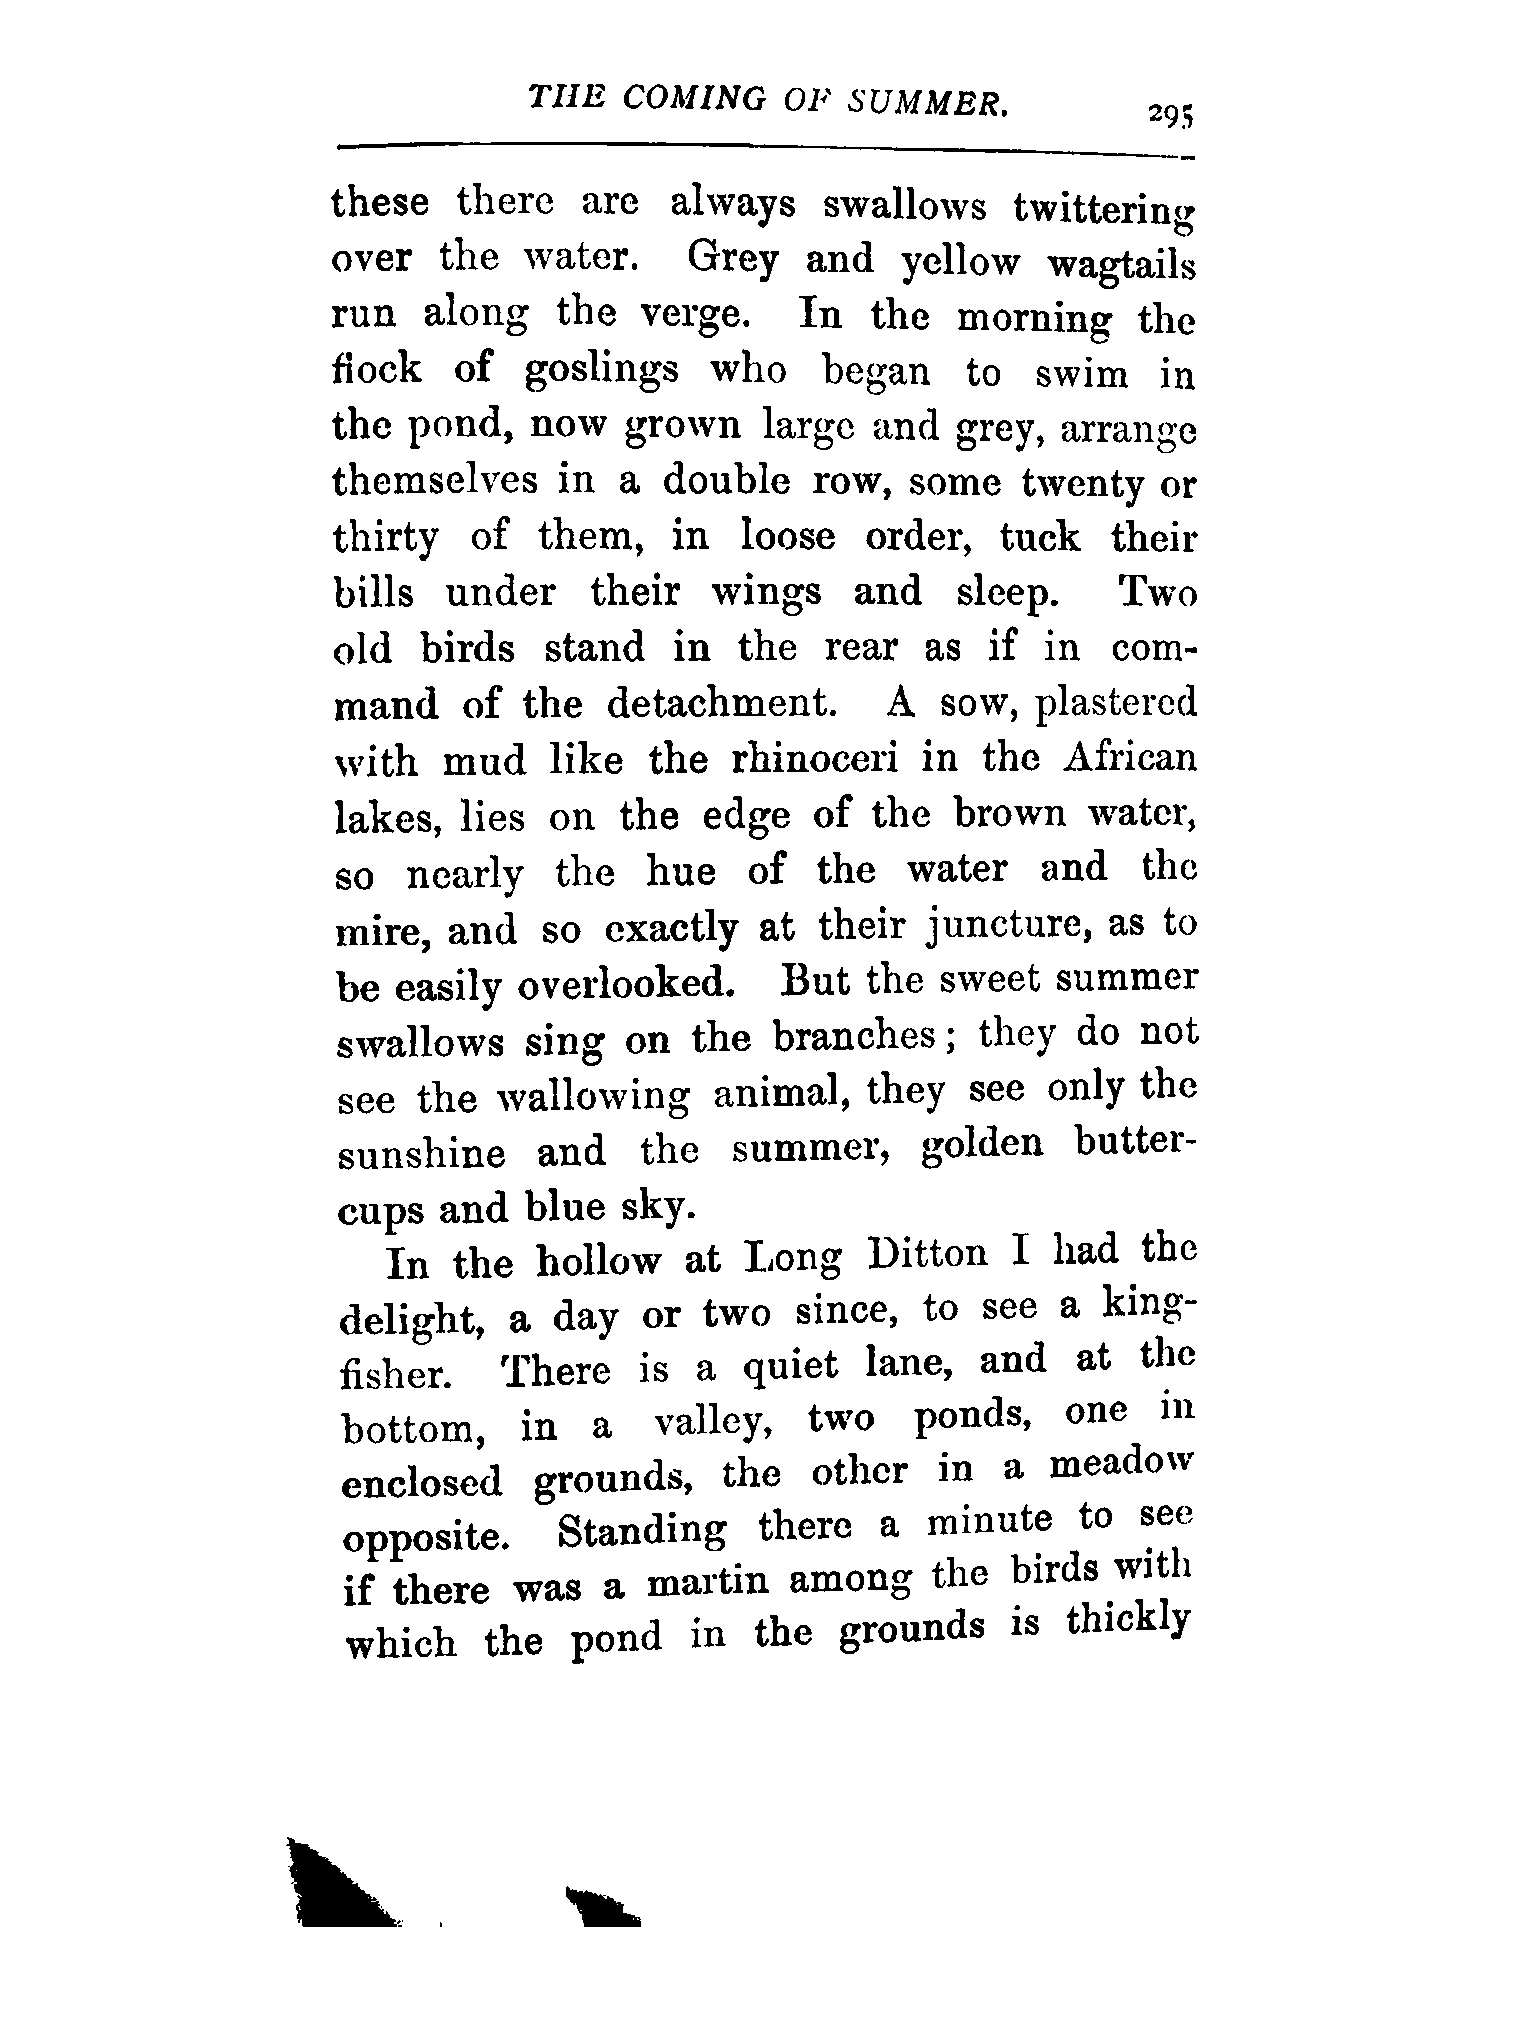 THE COMING OF SUMMER. 295
these there are always swallows twittering
over the water. Grey and yellow wagtails
run along the verge. In the morning the
flock of goslings who began to swim in
the pond, now grown large and grey, arrange
themselves in a double row, some twenty or
thirty of them, in loose order, tuck their
bills under their wings and sleep. Two
old birds stand in the rear as if in com-
mand of the detachment. A sow, plastered
with mud like the rhinoceri in the African
lakes, lies on the edge of the brown water,
so nearly the hue of the water and the
mire, and so exactly at their juncture, as to
be easily overlooked. But the sweet summer
swallows sing on the branches; they do not
see the wallowing animal, they see only the
sunshine and the summer, golden butter-
cups and blue sky.
In the hollow at Long Ditton I had the
delight, a day or two since, to see a king-
fisher. There is a quiet lane, and at the
bottom, in a valley, two ponds, one in
enclosed grounds, the other in a meadow
opposite. Standing there a minute to see
if there was a martin among the birds with
which the pond in the grounds is thickly